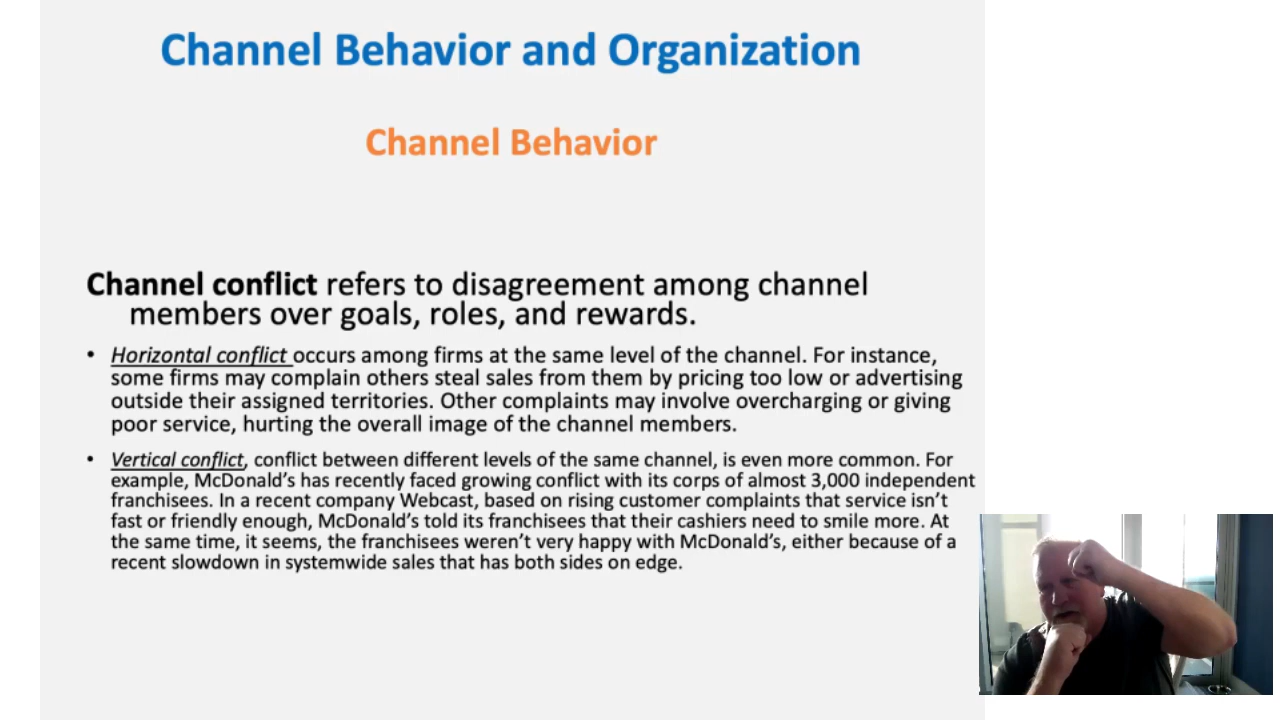 Channel Behavior and Organization
Channel Behavior
Channel conflict refers to disagreement among channel
members over goals, roles, and rewards.
• Horizontal conflict occurs among firms at the same level of the channel. For instance,
some firms may complain others steal sales from them by pricing too low or advertising
outside their assigned territories. Other complaints may involve overcharging or giving
poor service, hurting the overall image of the channel members.
• Vertical conflict, conflict between different levels of the same channel, is even more common. For
example, McDonald’s has recently faced growing conflict with its corps of almost 3,000 independent
franchisees. In a recent company Webcast, based on rising customer complaints that service isn’t
fast or friendly enough, McDonald’s told its franchisees that their cashiers need to smile more. At
the same time, it seems, the franchisees weren’t very happy with McDonald’s, either because of a
recent slowdown in systemwide sales that has both sides on edge.